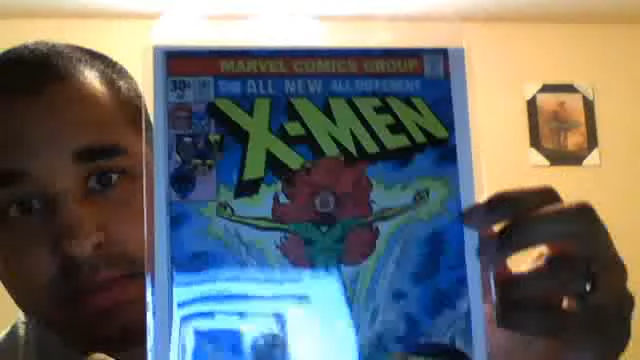 MARVEL COMICS GROUP
30¢
THE ALL NEW ALL DIFFERENT
X-MEN